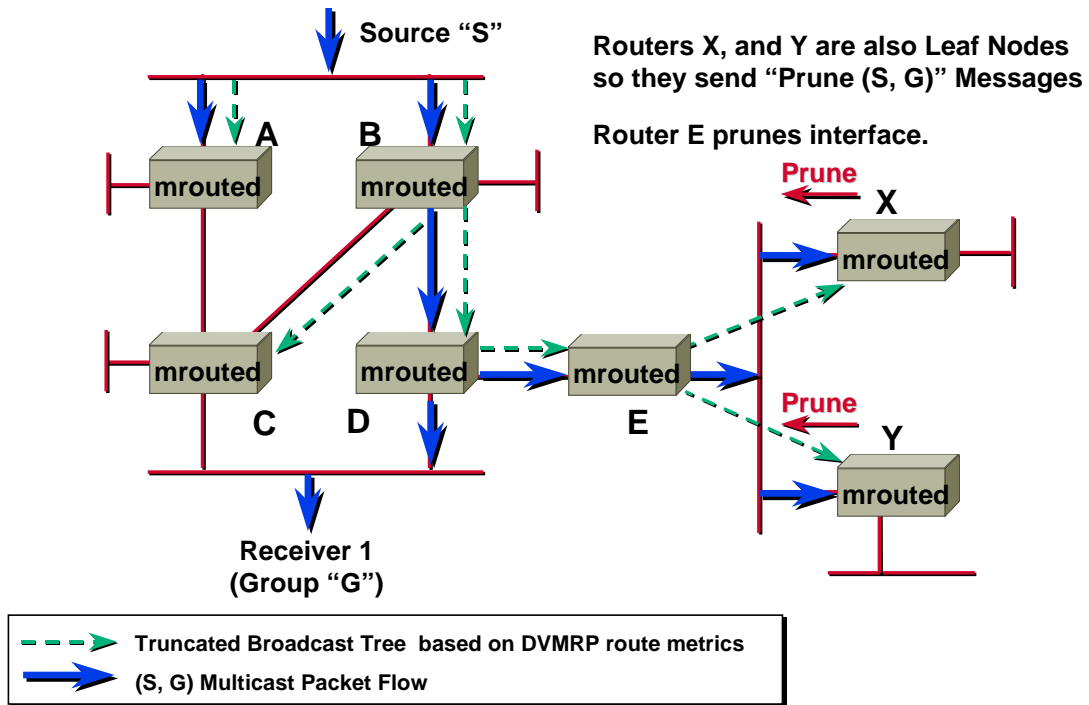 Source “S”
Routers X, and Y are also Leaf Nodes
so they send “Prune (S, G)” Messages
Router E prunes interface.
A
B
mrouted
mrouted
Prune
X
mrouted
mrouted
mrouted
mrouted
C
D
E
Prune
Y
mrouted
Receiver 1
(Group “G”)
Truncated Broadcast Tree based on DVMRP route metrics
(S, G) Multicast Packet Flow